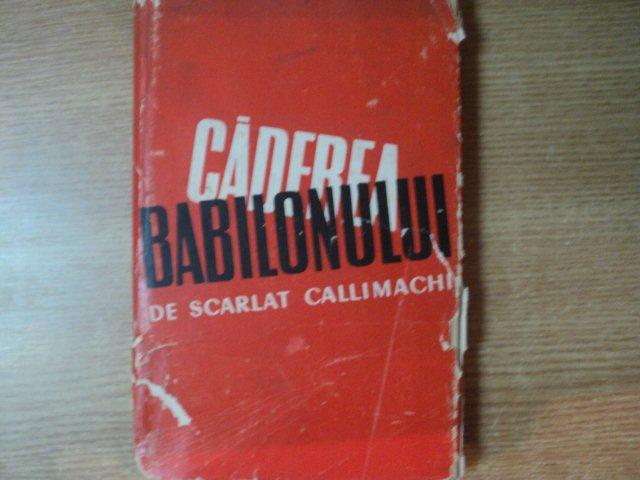 CĂDEREA
BABILONULUI
DE SCARLAT CALLIMACHI